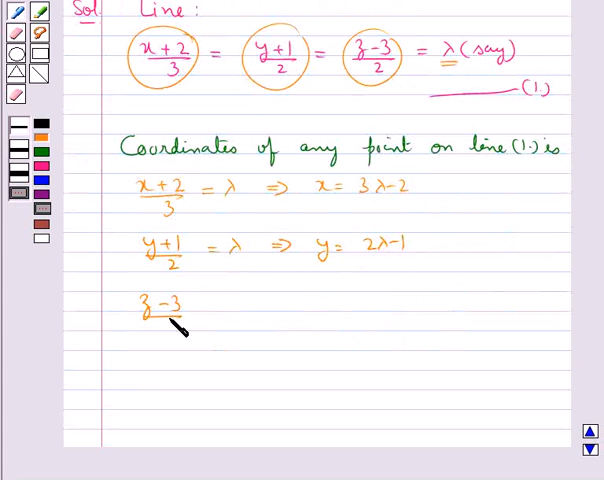 Sol. Line:
x+2/3 = y+1/2 = z-3/2 = λ (say)
(1.)
Coordinates of any point on line (1.) is
x+2/3 = λ ⇒ x = 3λ-2
y+1/2 = λ ⇒ y = 2λ-1
z-3